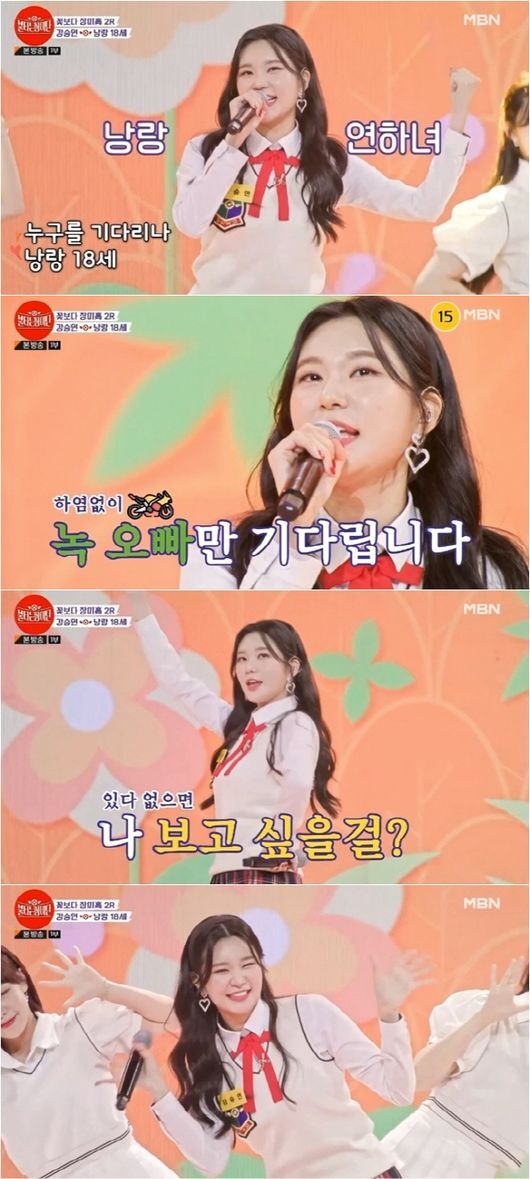 불타는 장미단
꽃보다 장미高 2R
강승연 낭랑 18세
본 방송 1부
MBN
낭랑 연하녀
승 연
누구를 기다리나
낭랑 18세
불타는 장미단
꽃보다 장미高 2R
강승연 낭랑 18세
본 방송 1부
15 MBN
하염없이
녹 오빠만 기다립니다
불타는 장미단
꽃보다 장미高 2R
강승연 낭랑 18세
본 방송 1부
MBN
있다 없으면
나 보고 싶을걸?
불타는 장미단
꽃보다 장미高 2R
강승연 낭랑 18세
본 방송 1부
MBN